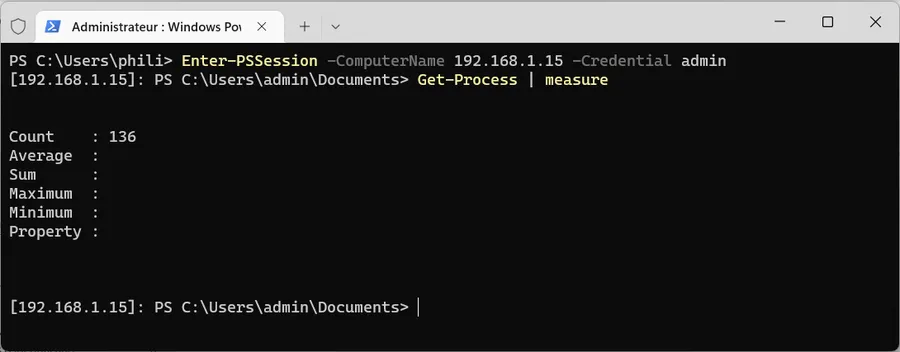 Administrateur : Windows Pov
PS C:\Users\phili> Enter-PSSession -ComputerName 192.168.1.15 -Credential admin
[192.168.1.15]: PS C:\Users\admin\Documents> Get-Process | measure
Count    : 136
Average  :
Sum      :
Maximum  :
Minimum  :
Property :
[192.168.1.15]: PS C:\Users\admin\Documents>